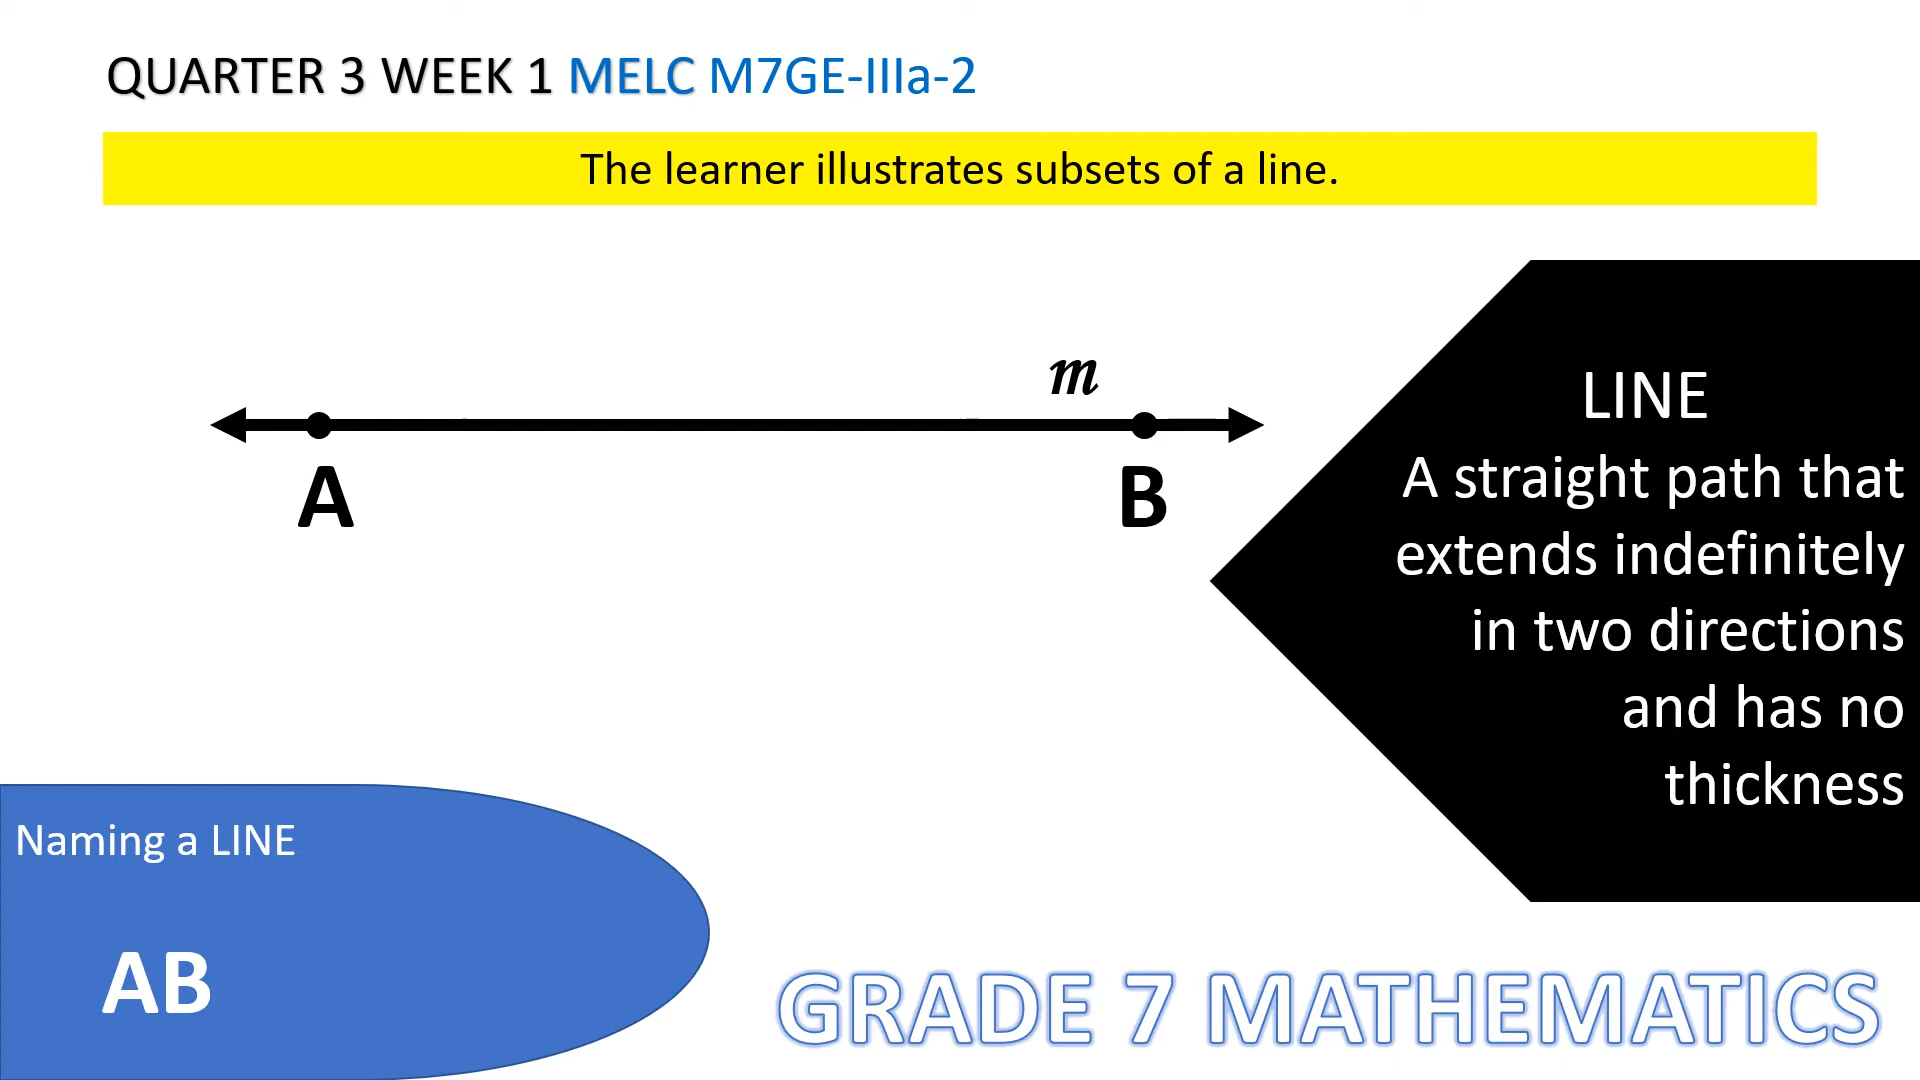 QUARTER 3 WEEK 1 MELC M7GE-IIIa-2
The learner illustrates subsets of a line.
m
A
B
LINE
A straight path that
extends indefinitely
in two directions
and has no
thickness
Naming a LINE
AB
GRADE 7 MATHEMATICS